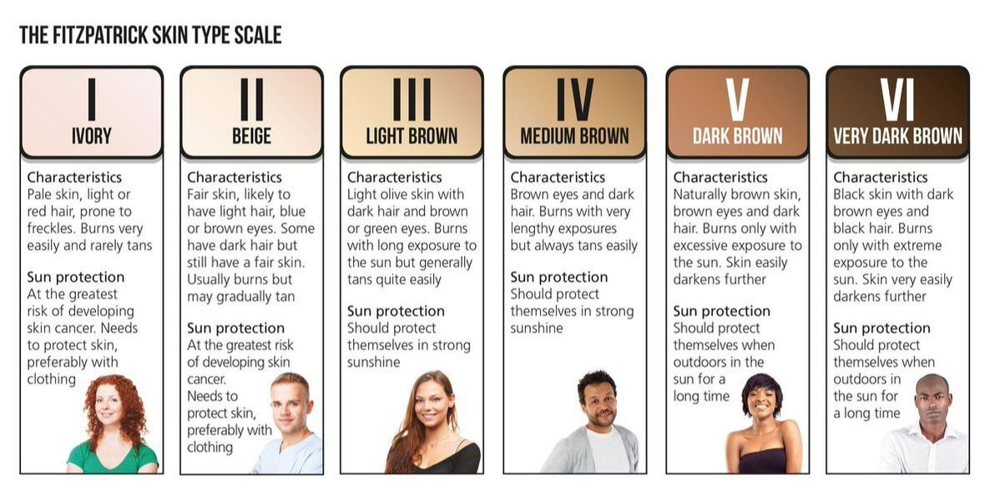 THE FITZPATRICK SKIN TYPE SCALE
I
IVORY
Characteristics
Pale skin, light or
red hair, prone to
freckles. Burns very
easily and rarely tans
Sun protection
At the greatest
risk of developing
skin cancer. Needs
to protect skin,
preferably with
clothing
II
BEIGE
Characteristics
Fair skin, likely to
have light hair, blue
or brown eyes. Some
have dark hair but
still have a fair skin.
Usually burns but
may gradually tan
Sun protection
At the greatest risk
of developing skin
cancer.
Needs to
protect skin,
preferably with
clothing
III
LIGHT BROWN
Characteristics
Light olive skin with
dark hair and brown
or green eyes. Burns
with long exposure to
the sun but generally
tans quite easily
Sun protection
Should protect
themselves in strong
sunshine
IV
MEDIUM BROWN
Characteristics
Brown eyes and dark
hair. Burns with very
lengthy exposures
but always tans easily
Sun protection
Should protect
themselves in strong
sunshine
V
DARK BROWN
Characteristics
Naturally brown skin,
brown eyes and dark
hair. Burns only with
excessive exposure to
the sun. Skin easily
darkens further
Sun protection
Should protect
themselves when
outdoors in the
sun for a
long time
VI
VERY DARK BROWN
Characteristics
Black skin with dark
brown eyes and
black hair. Burns
only with extreme
exposure to the
sun. Skin very easily
darkens further
Sun protection
Should protect
themselves when
outdoors in
the sun for
a long time